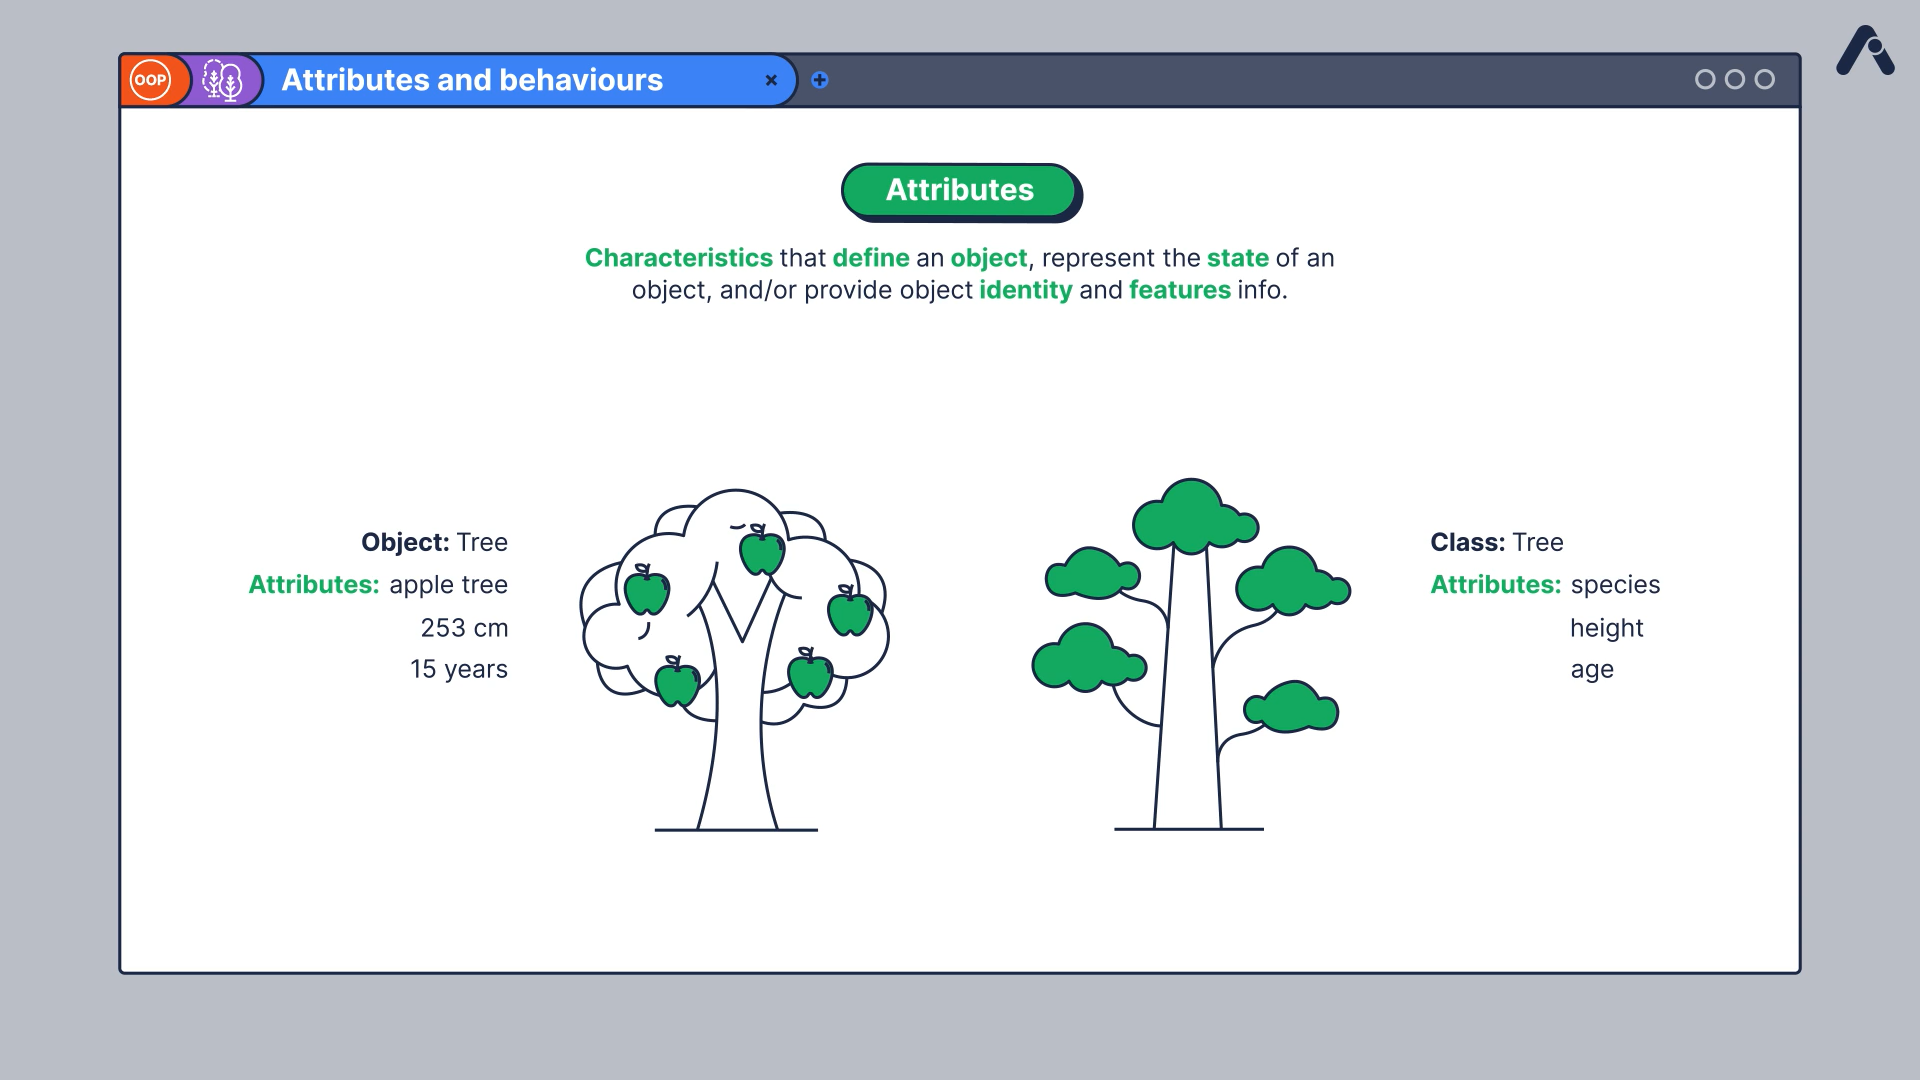 OOP
Attributes and behaviours
Attributes
Characteristics that define an object, represent the state of an
object, and/or provide object identity and features info.
Object: Tree
Attributes: apple tree
253 cm
15 years
Class: Tree
Attributes: species
height
age